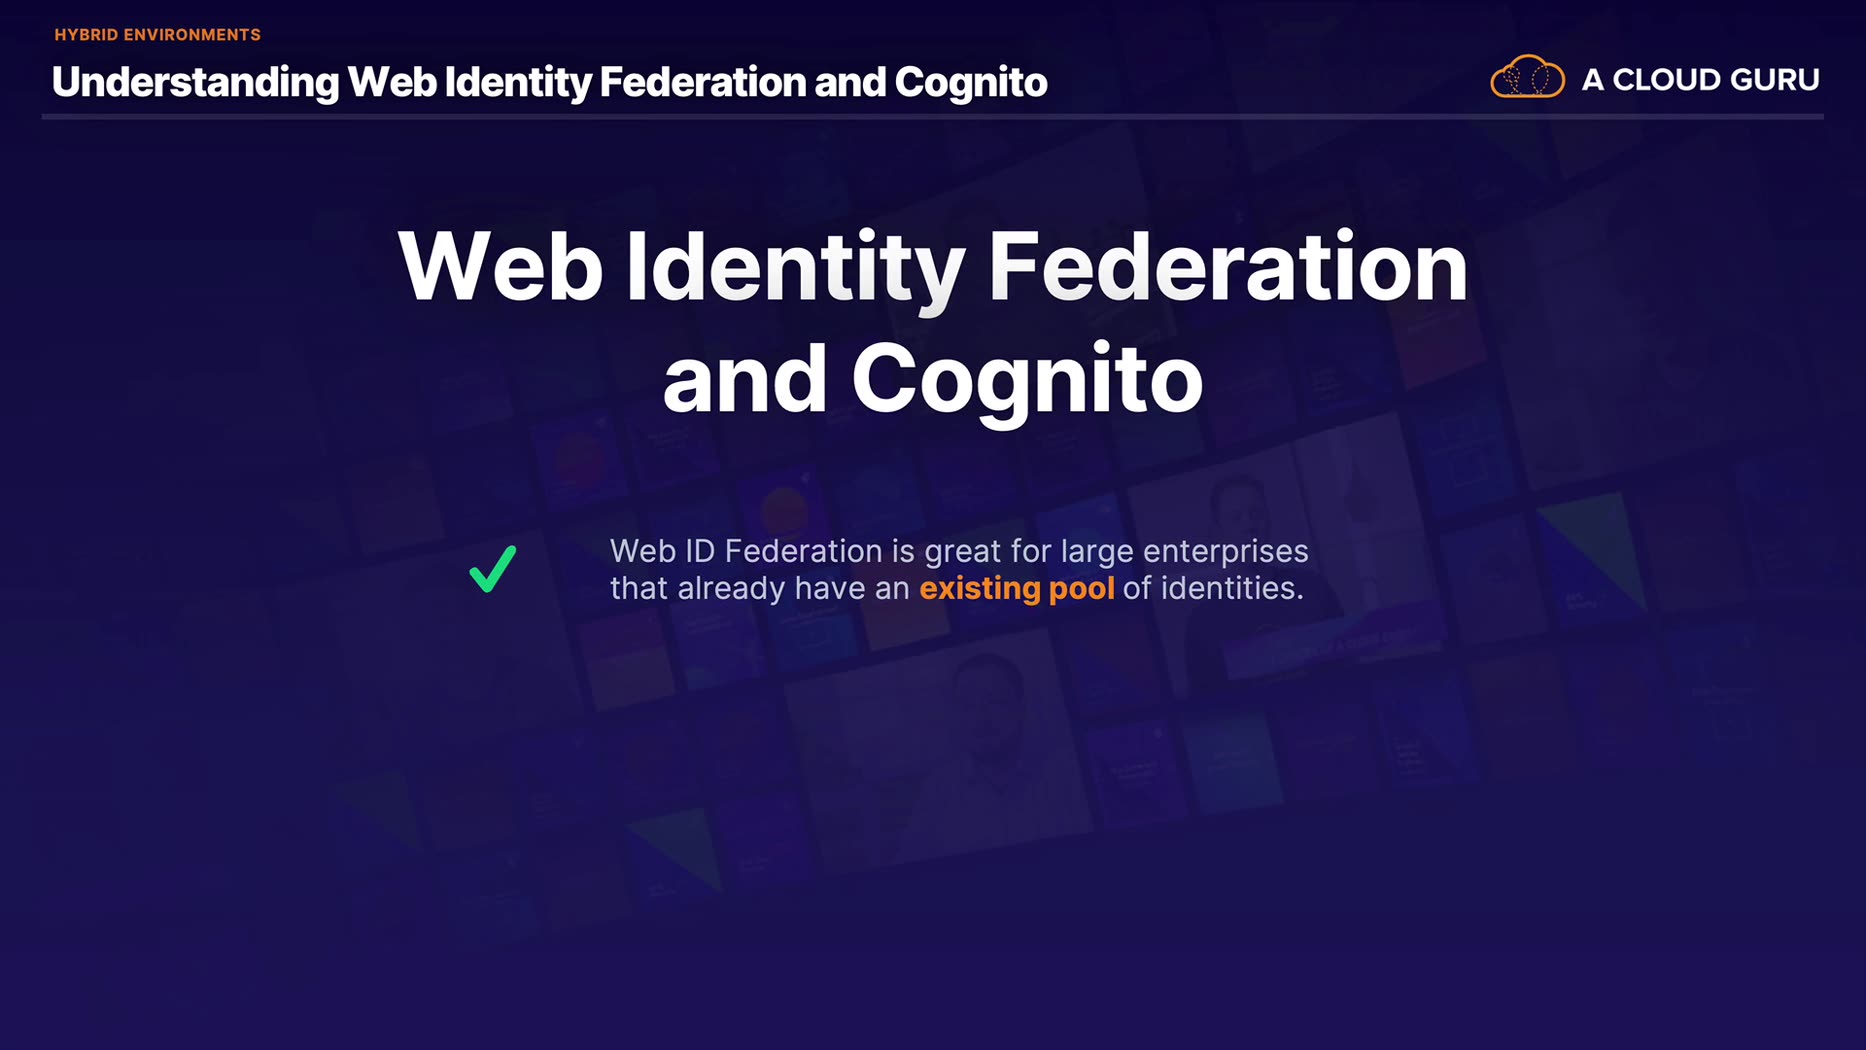 HYBRID ENVIRONMENTS
Understanding Web Identity Federation and Cognito
A CLOUD GURU
Web Identity Federation
and Cognito
Web ID Federation is great for large enterprises
that already have an existing pool of identities.